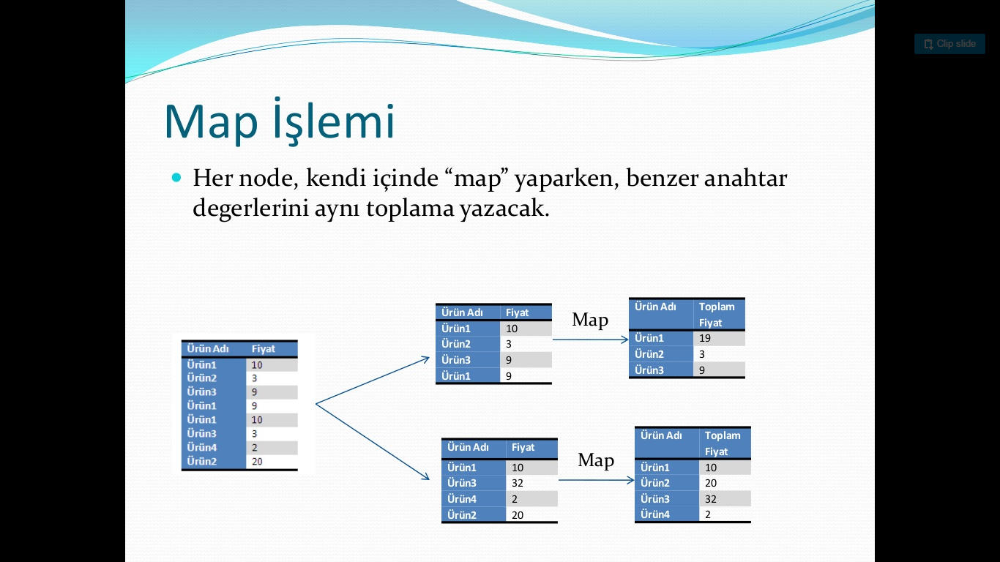 Clip slide
Map İşlemi
Her node, kendi içinde “map” yaparken, benzer anahtar
degerlerini aynı toplama yazacak.
Ürün Adı Fiyat
Ürün1 10
Ürün2 3
Ürün3 9
Ürün1 9
Ürün1 10
Ürün3 3
Ürün4 2
Ürün2 20
Ürün Adı Fiyat
Ürün1 10
Ürün2 3
Ürün3 9
Ürün1 9
Map
Ürün Adı Toplam
Fiyat
Ürün1 19
Ürün2 3
Ürün3 9
Ürün Adı Fiyat
Ürün1 10
Ürün3 32
Ürün4 2
Ürün2 20
Map
Ürün Adı Toplam
Fiyat
Ürün1 10
Ürün2 20
Ürün3 32
Ürün4 2